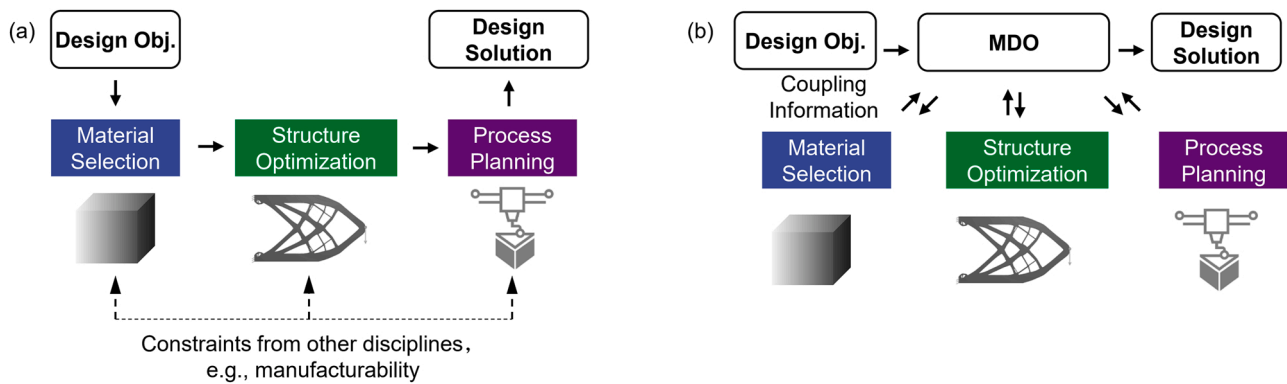 (a)
Design Obj.
Design
Solution
Material
Selection
Structure
Optimization
Process
Planning
Constraints from other disciplines,
e.g., manufacturability
(b)
Design Obj.
MDO
Design
Solution
Coupling
Information
Material
Selection
Structure
Optimization
Process
Planning